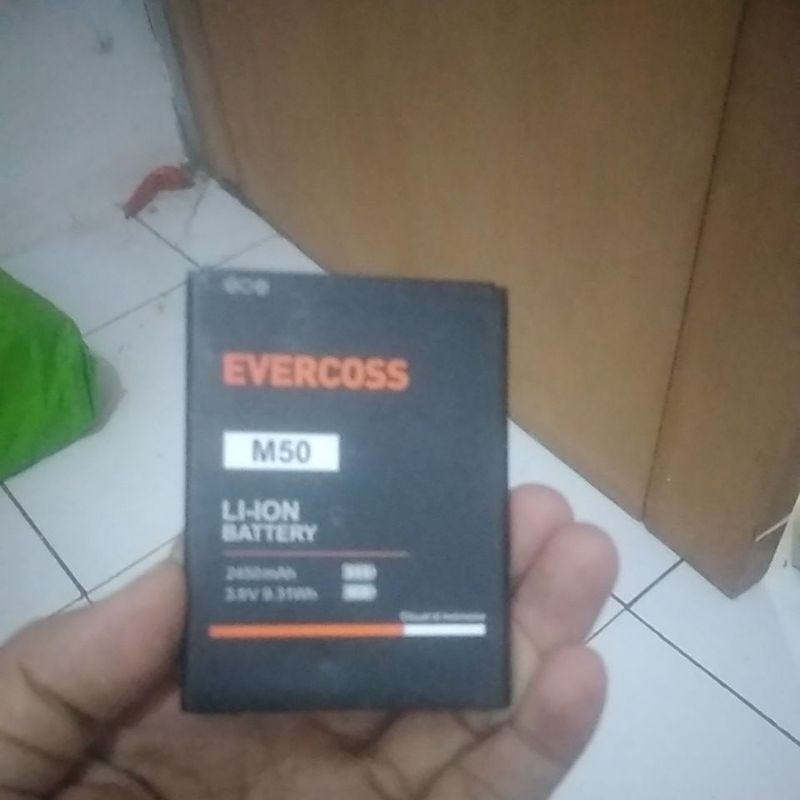 EVERCOSS
M50
LI-ION
BATTERY
2450mAh
3.8V 9.31Wh